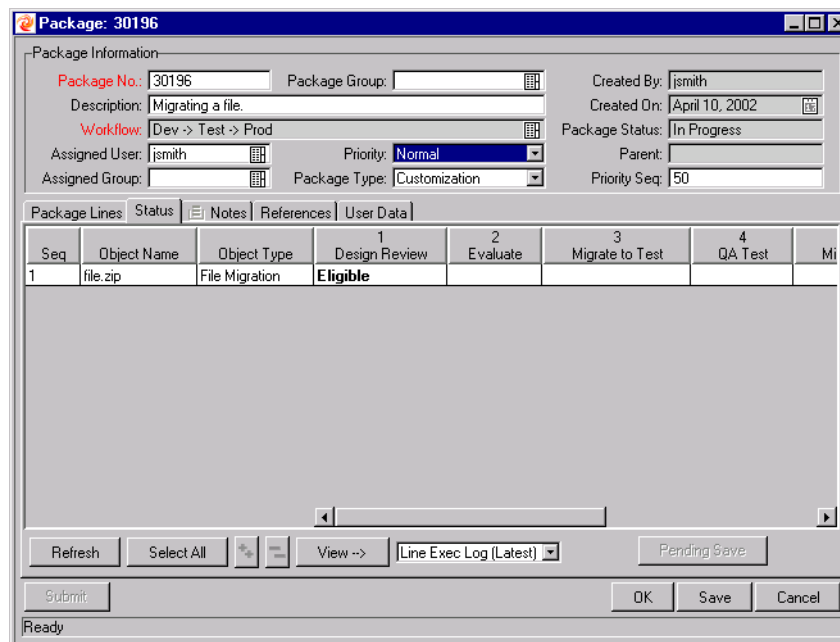 Package: 30196
Package Information
Package No.: 30196 Package Group: Created By: jsmith
Description: Migrating a file. Created On: April 10, 2002
Workflow: Dev -> Test -> Prod Package Status: In Progress
Assigned User: jsmith Priority: Normal Parent:
Assigned Group: Package Type: Customization Priority Seq: 50
Package Lines Status Notes References User Data
1 2 3 4
Seq Object Name Object Type Design Review Evaluate Migrate to Test QA Test Mi
1 file.zip File Migration Eligible
Refresh Select All View --> Line Exec Log (Latest) Pending Save
Submit OK Save Cancel
Ready